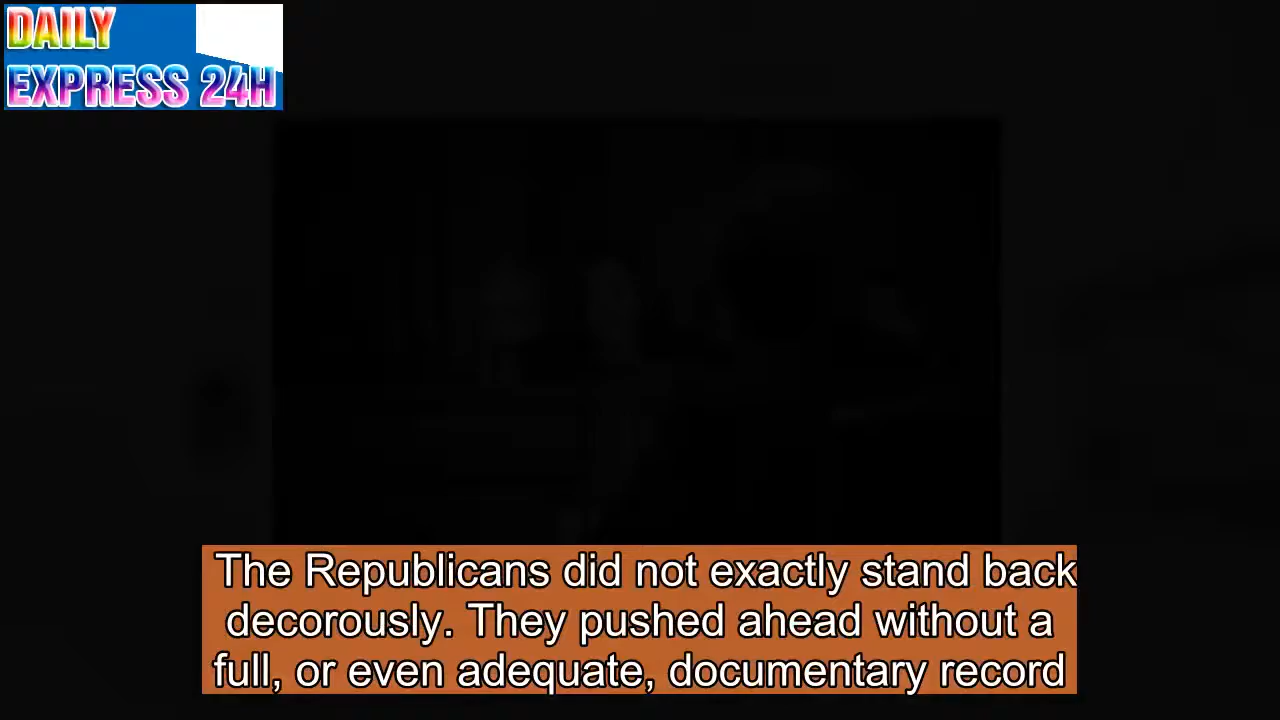 DAILY
EXPRESS 24H
The Republicans did not exactly stand back
decorously. They pushed ahead without a
full, or even adequate, documentary record